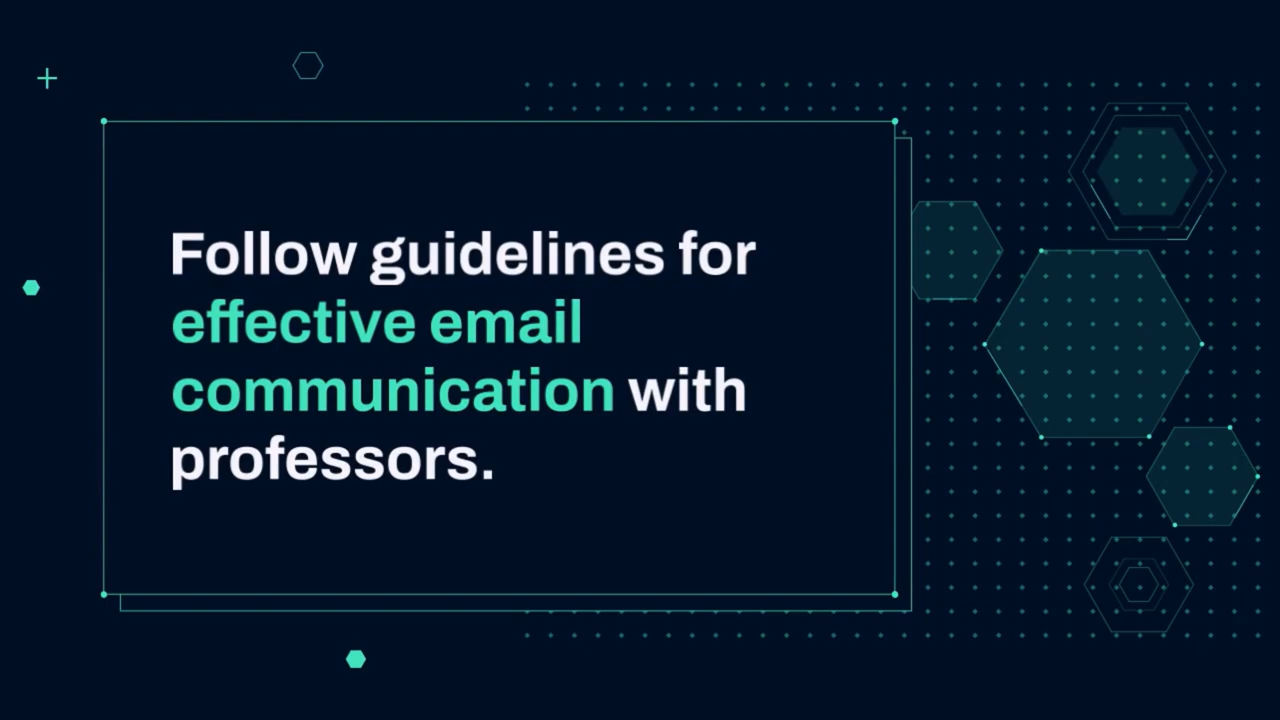 Follow guidelines for
effective email
communication with
professors.